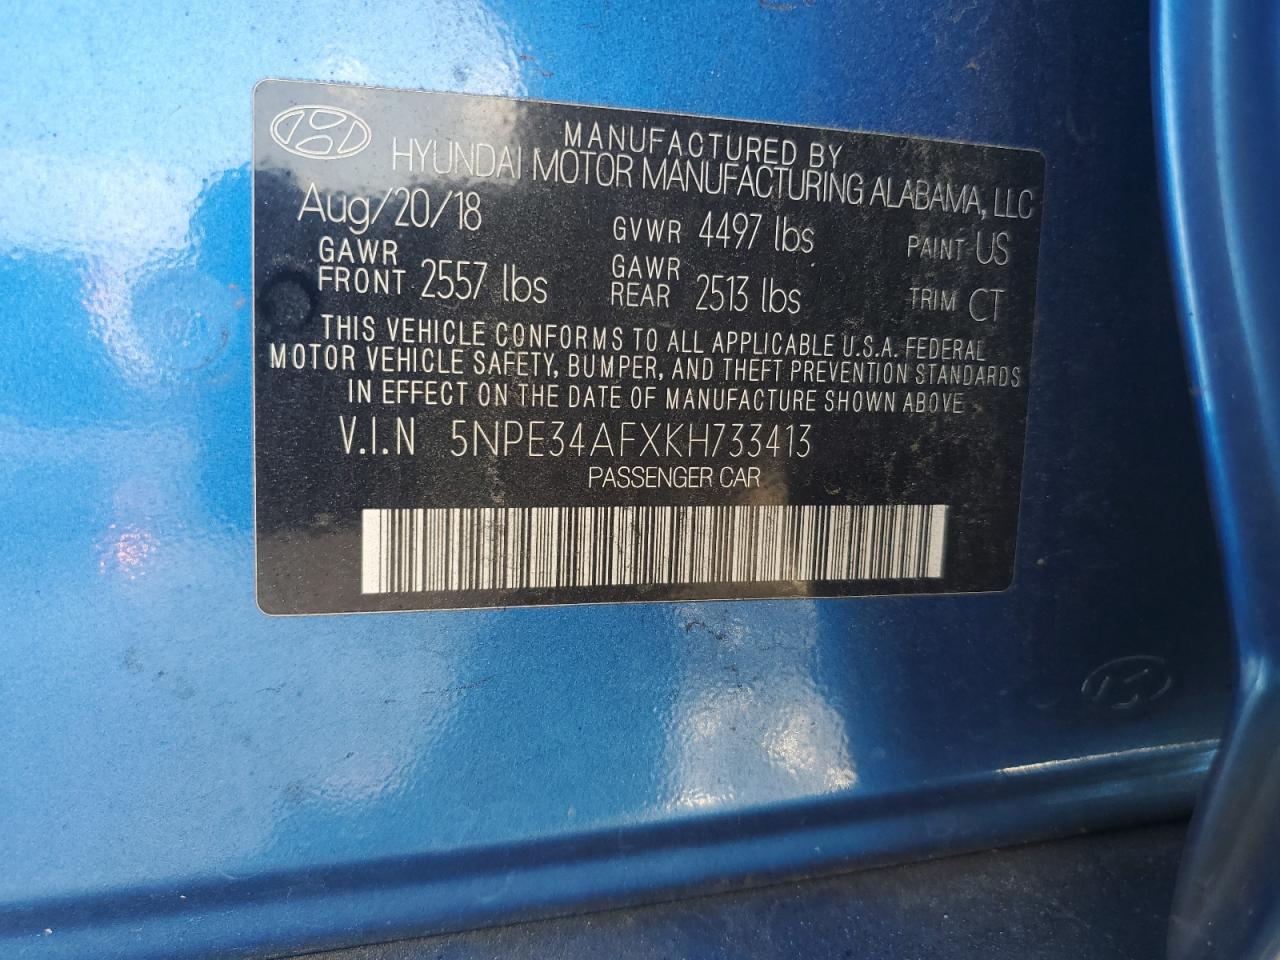 MANUFACTURED BY
HYUNDAI MOTOR MANUFACTURING ALABAMA, LLC
Aug/20/18 GVWR 4497 lbs PAINT US
GAWR FRONT 2557 lbs GAWR REAR 2513 lbs TRIM CT
THIS VEHICLE CONFORMS TO ALL APPLICABLE U.S.A. FEDERAL
MOTOR VEHICLE SAFETY, BUMPER, AND THEFT PREVENTION STANDARDS
IN EFFECT ON THE DATE OF MANUFACTURE SHOWN ABOVE
V.I.N 5NPE34AFXKH733413
PASSENGER CAR